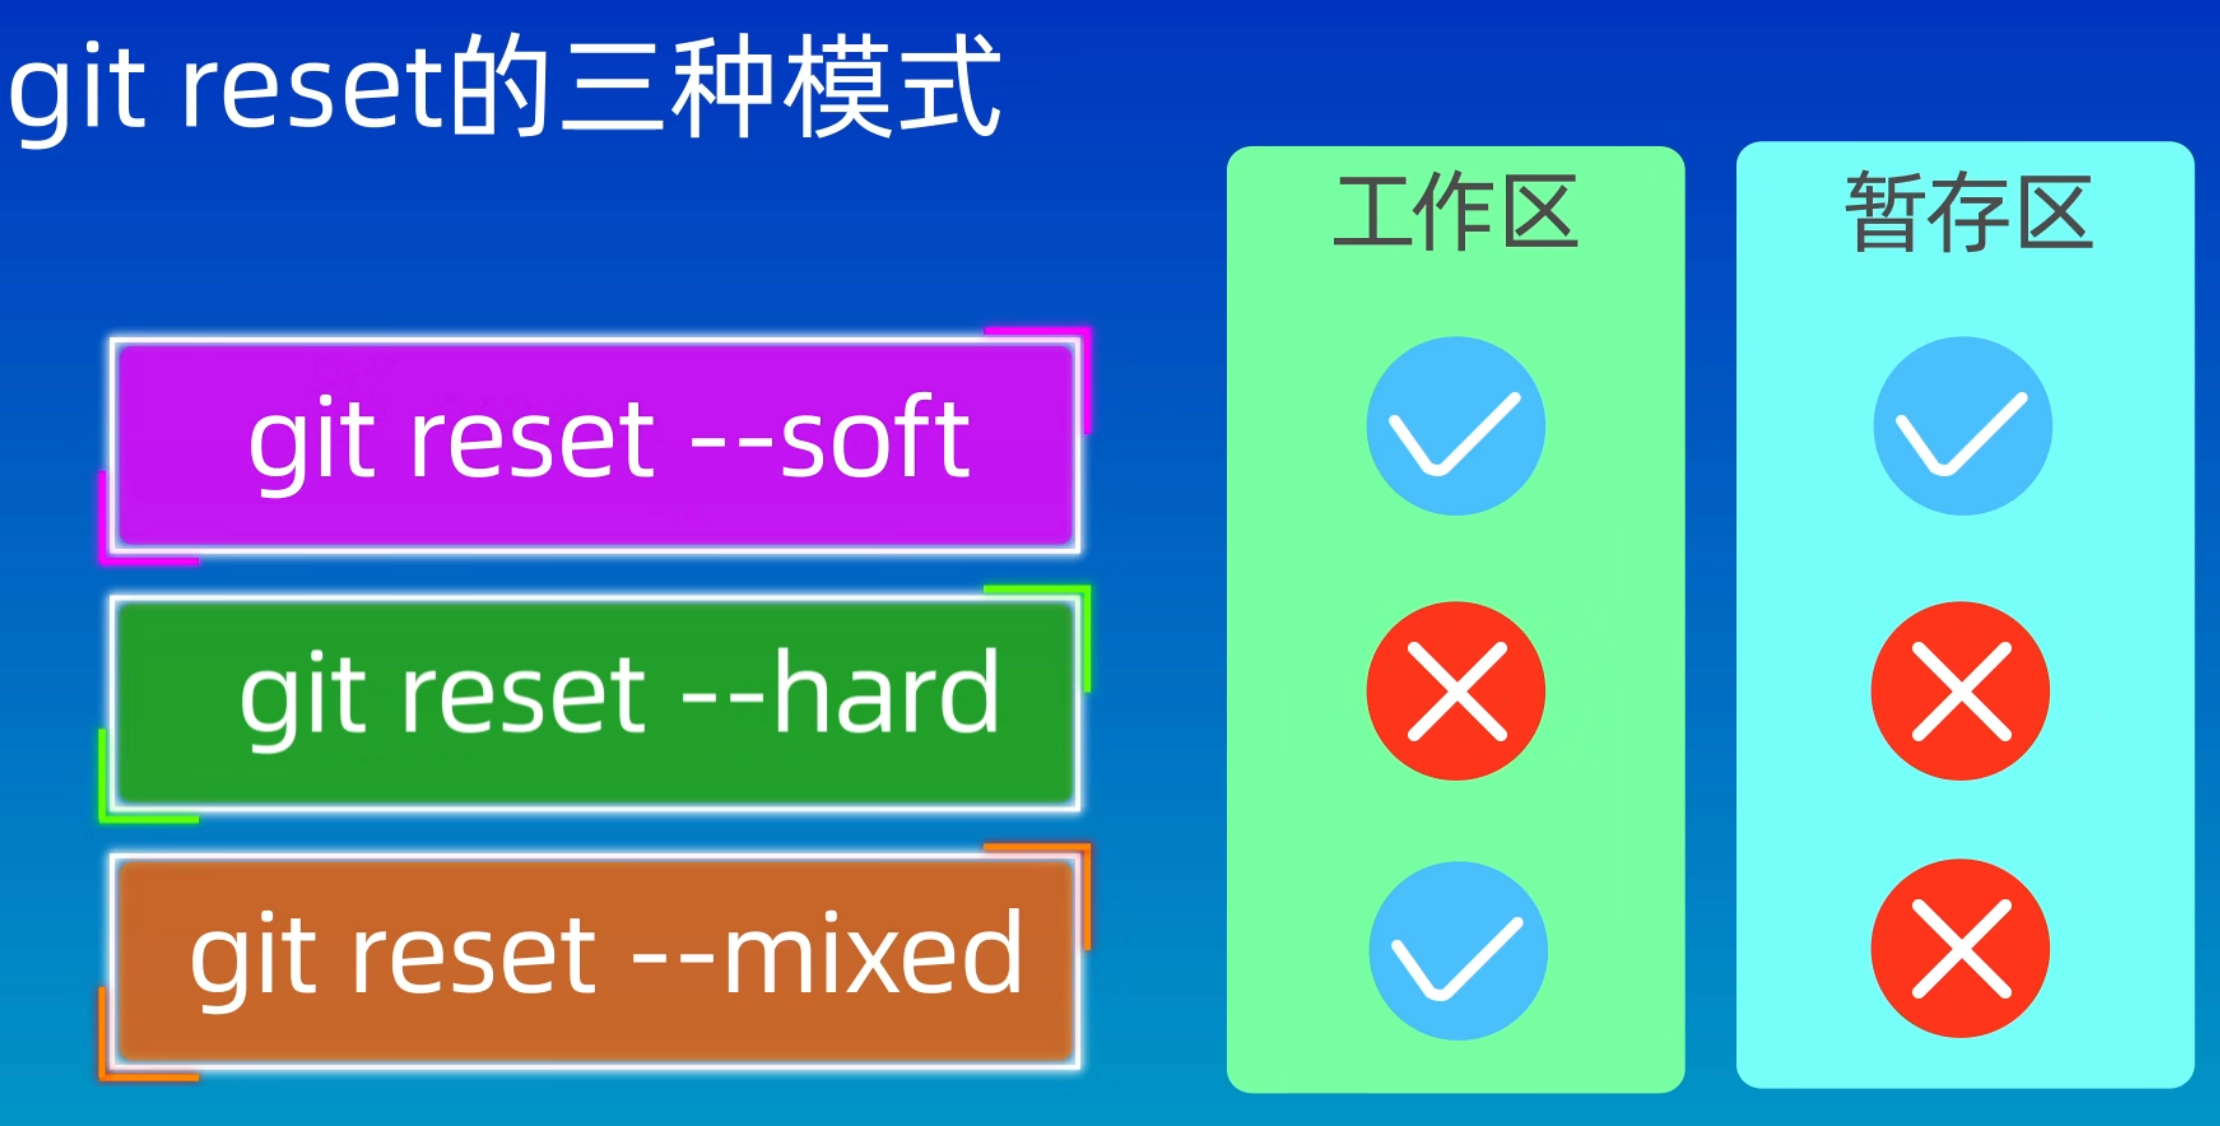 git reset的三种模式
工作区
暂存区
git reset --soft
git reset --hard
git reset --mixed